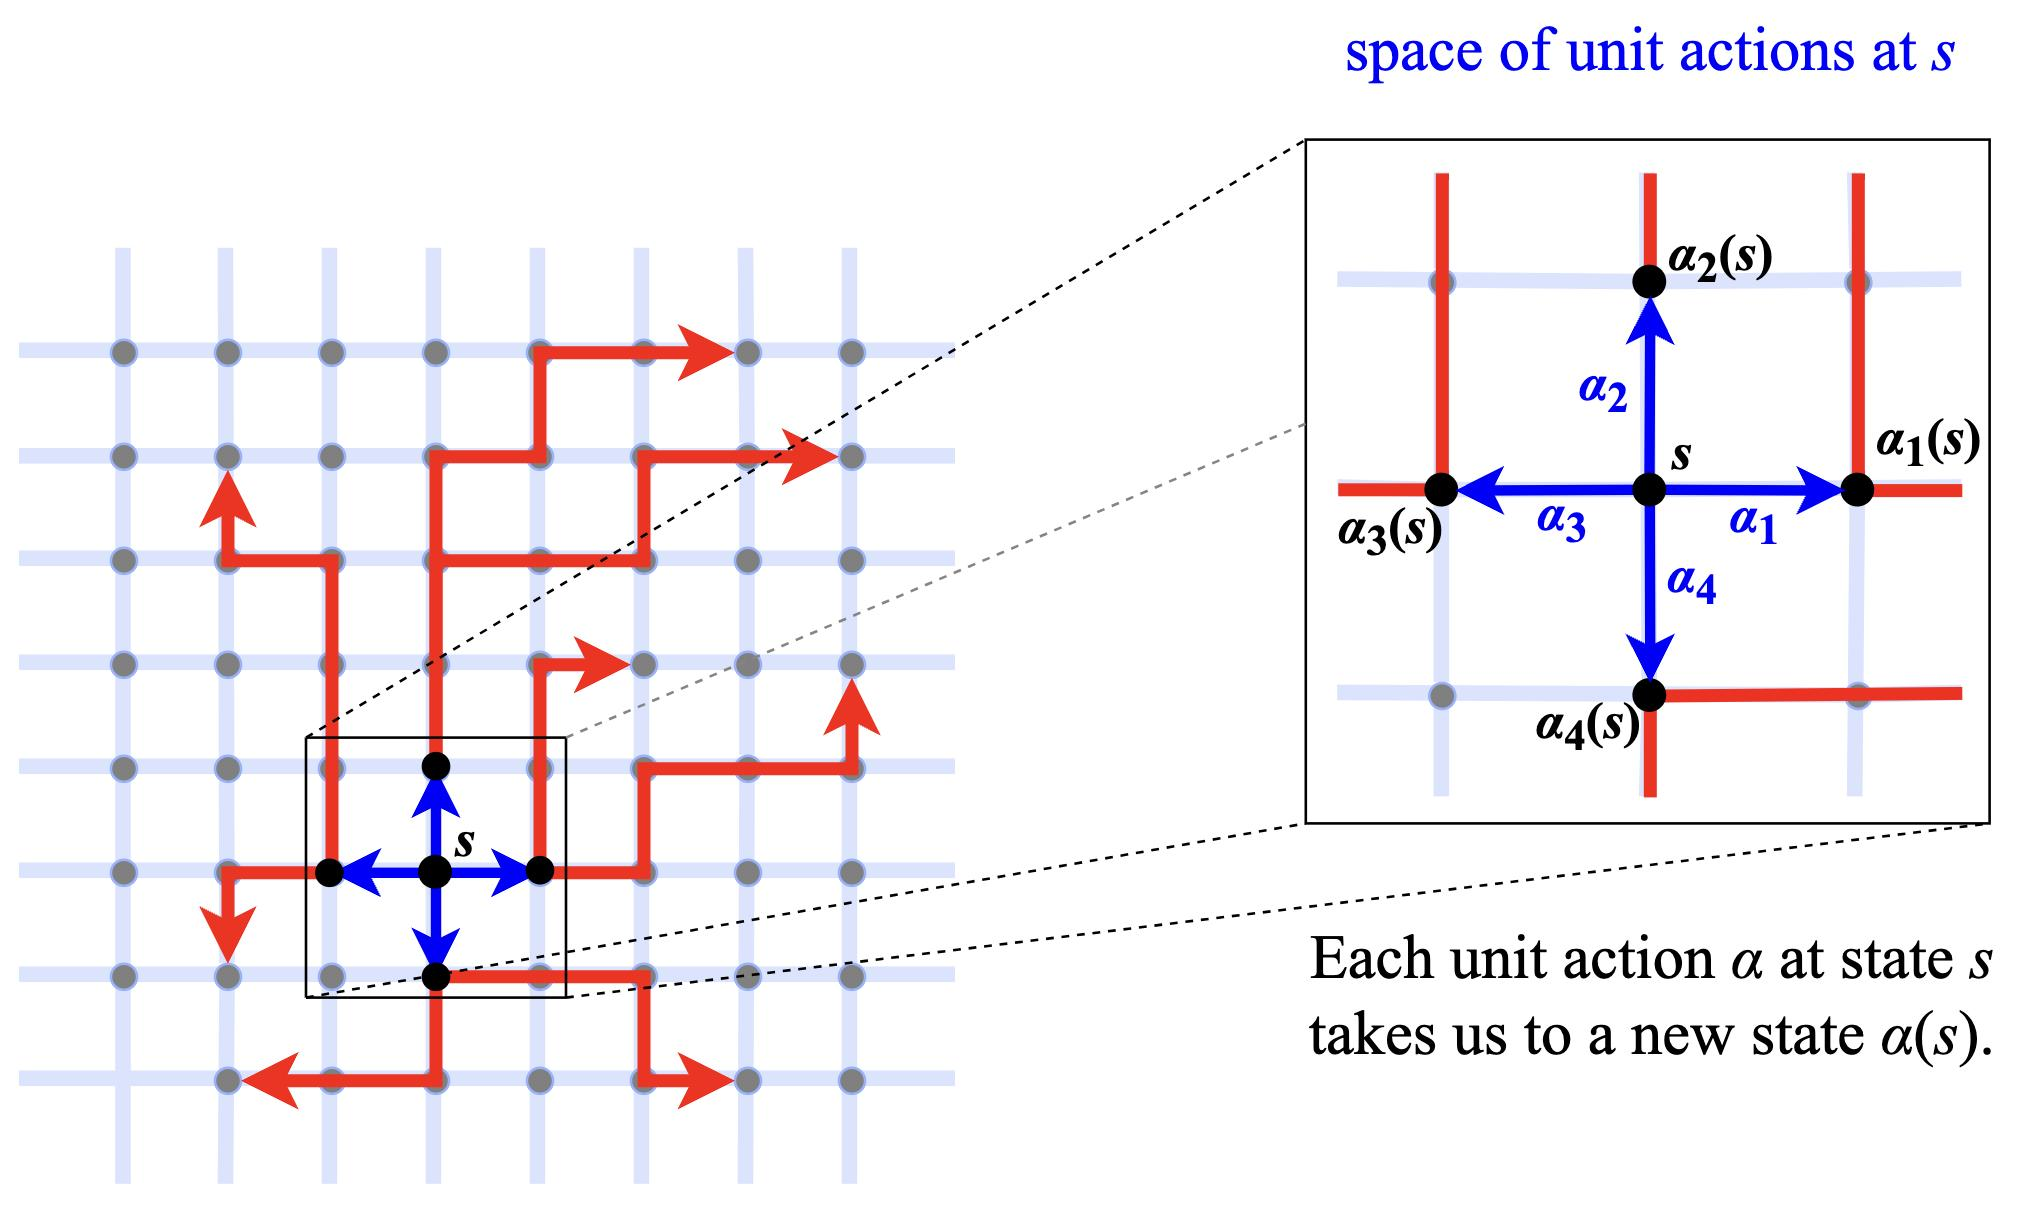 space of unit actions at s
α₂(s)
α₂
s
α₁(s)
α₃(s)
α₃
α₁
α₄
α₄(s)
s
Each unit action α at state s
takes us to a new state α(s).